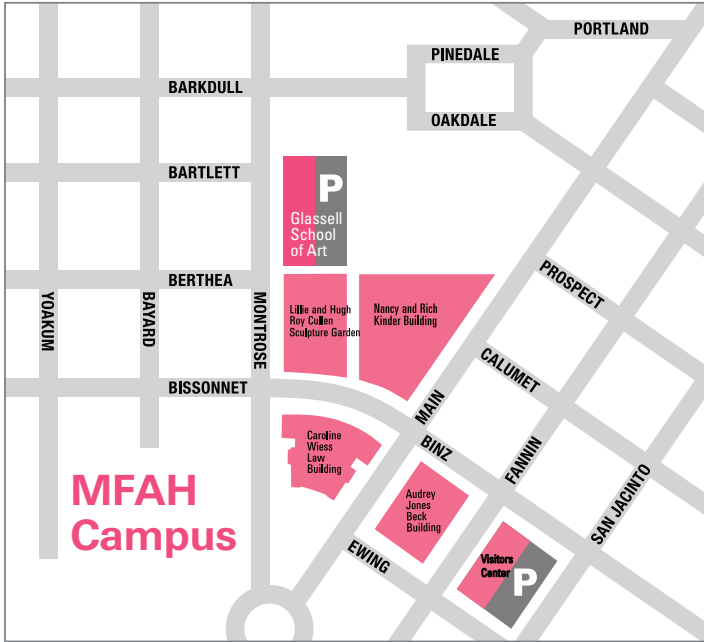 PORTLAND
PINEDALE
BARKDULL
OAKDALE
BARTLETT
P
Glassell
School
of Art
PROSPECT
BERTHEA
YOAKUM
BAYARD
MONTROSE
Lillie and Hugh
Roy Cullen
Sculpture Garden
Nancy and Rich
Kinder Building
CALUMET
BISSONNET
MAIN
BINZ
FANNIN
SAN JACINTO
Caroline
Wiess
Law
Building
MFAH
Campus
Audrey
Jones
Beck
Building
EWING
Visitors
Center
P